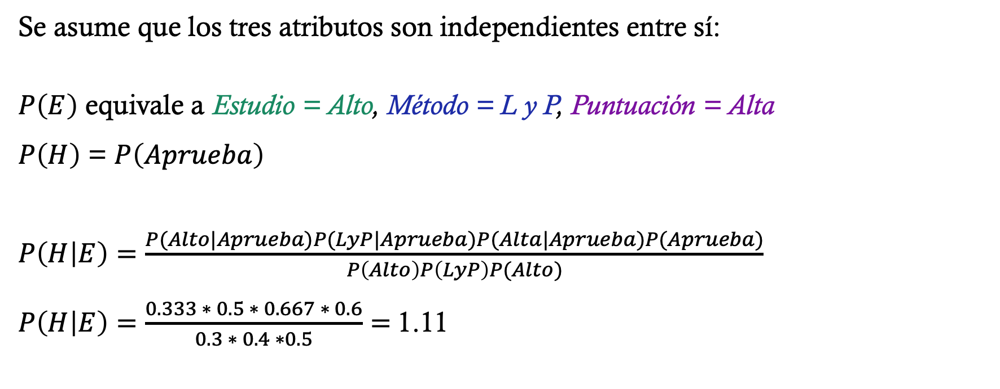 Se asume que los tres atributos son independientes entre sí:
P(E) equivale a Estudio = Alto, Método = L y P, Puntuación = Alta
P(H) = P(Aprueba)
P(H|E) = P(Alto|Aprueba)P(LyP|Aprueba)P(Alta|Aprueba)P(Aprueba)
P(Alto)P(LyP)P(Alto)
P(H|E) = 0.333 * 0.5 * 0.667 * 0.6 = 1.11
0.3 * 0.4 *0.5